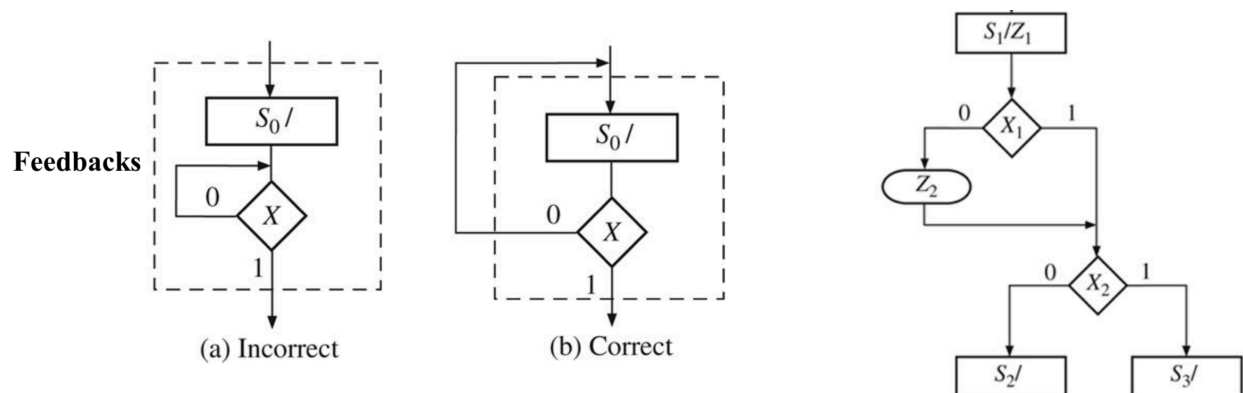 Feedbacks
S₀ /
0
X
1
(a) Incorrect
S₀ /
0
X
1
(b) Correct
S₁/Z₁
0
X₁
1
Z₂
0
X₂
1
S₂/
S₃/